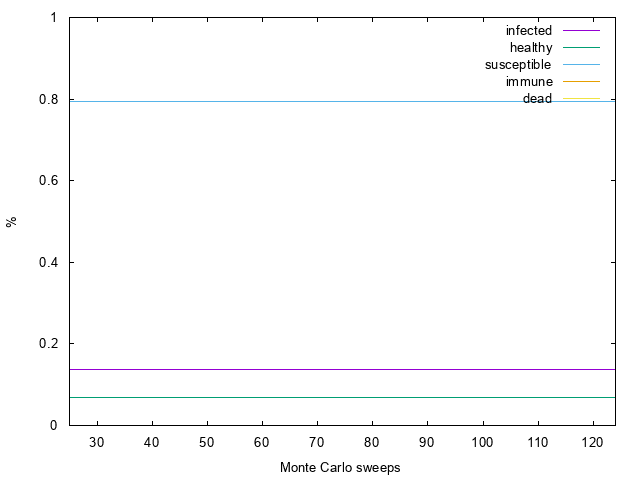 1
0.8
0.6
0.4
0.2
0
%
infected
healthy
susceptible
immune
dead
30 40 50 60 70 80 90 100 110 120
Monte Carlo sweeps